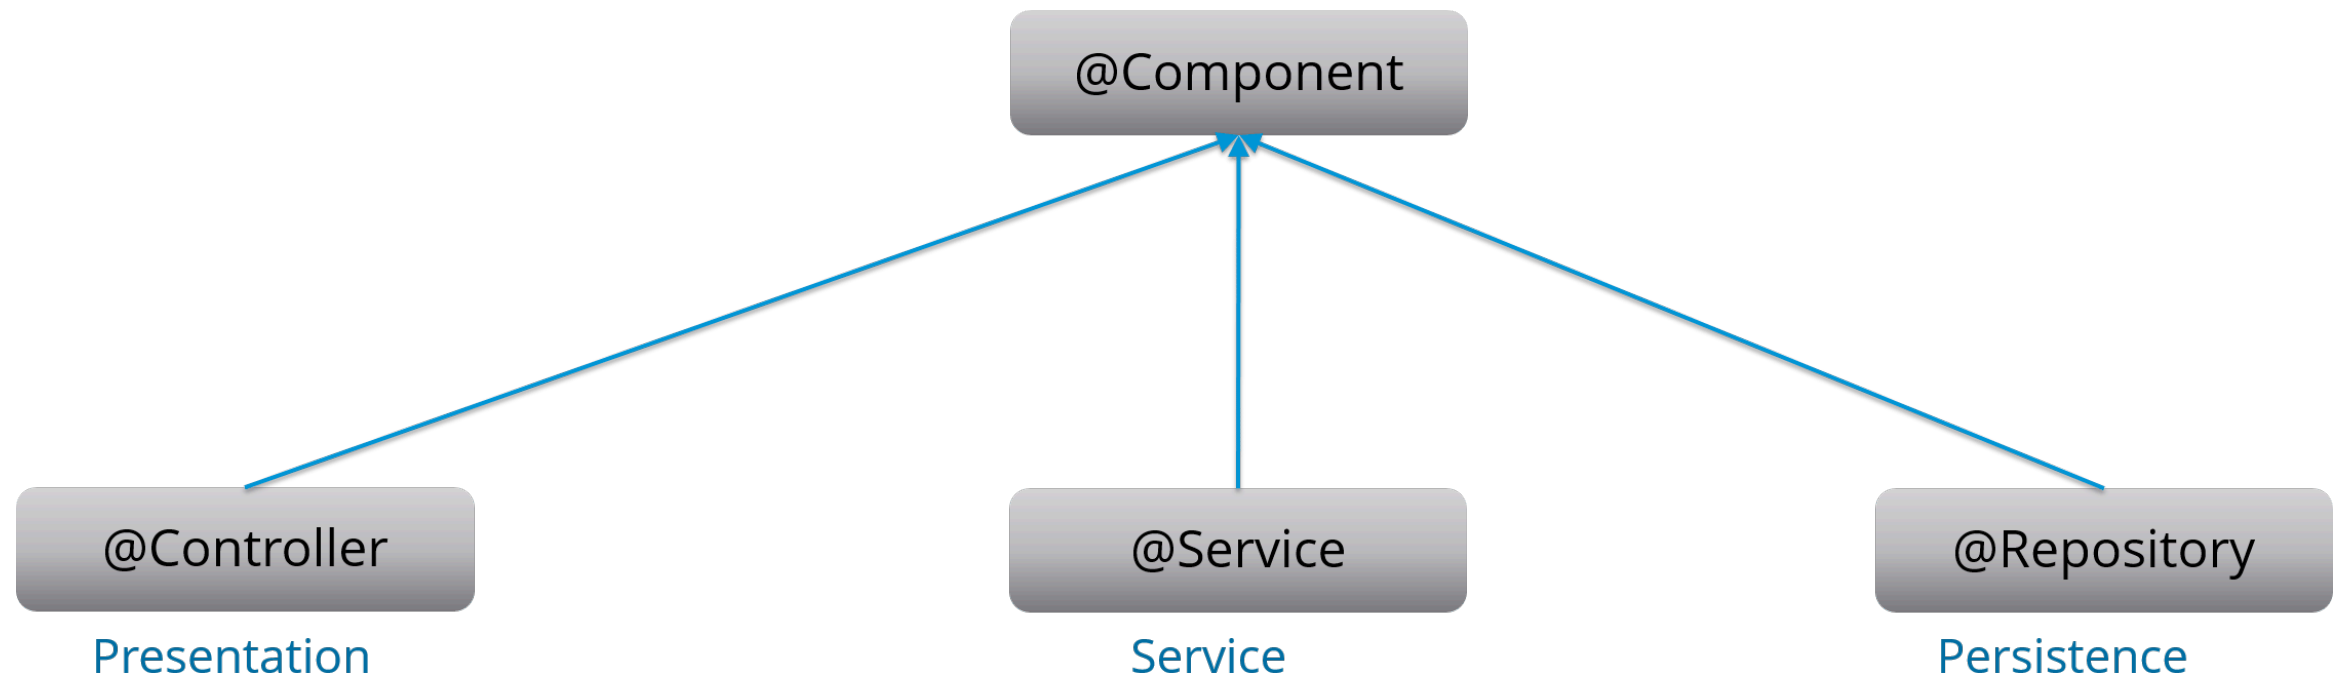 @Component
@Controller
@Service
@Repository
Presentation
Service
Persistence